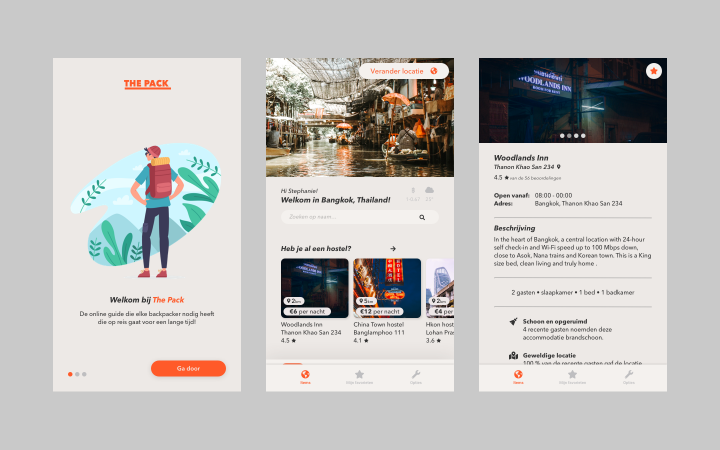 THE PACK
Welkom bij The Pack
De online guide die elke backpacker nodig heeft
die op reis gaat voor een lange tijd!
Ga door
Verander locatie
Hi Stephanie!
Welkom in Bangkok, Thailand!
Zoeken op naam...
Heb je al een hostel?
€6 per nacht
Woodlands Inn
Thanon Khao San 234
4.5
€12 per nacht
China Town hostel
Banglamphoo 111
4.1
€4 per
Hkon host
Lohan Pras
3.6
Home
Mijn favorieten
Opties
WOODLANDS INN
Woodlands Inn
Thanon Khao San 234
4.5 van de 56 beoordelingen
Open vanaf: 08:00 - 00:00
Adres: Bangkok, Thanon Khao San 234
Beschrijving
In the heart of Bangkok, a central location with 24-hour
self check-in and Wi-Fi speed up to 100 Mbps down,
close to Asok, Nana trains and Korean town. This is a King
size bed, clean living and truly home .
2 gasten • slaapkamer • 1 bed • 1 badkamer
Schoon en opgeruimd
4 recente gasten noemden deze
accommodatie brandschoon.
Geweldige locatie
100 % van de recente gasten gaf de locatie
Home
Mijn favorieten
Opties